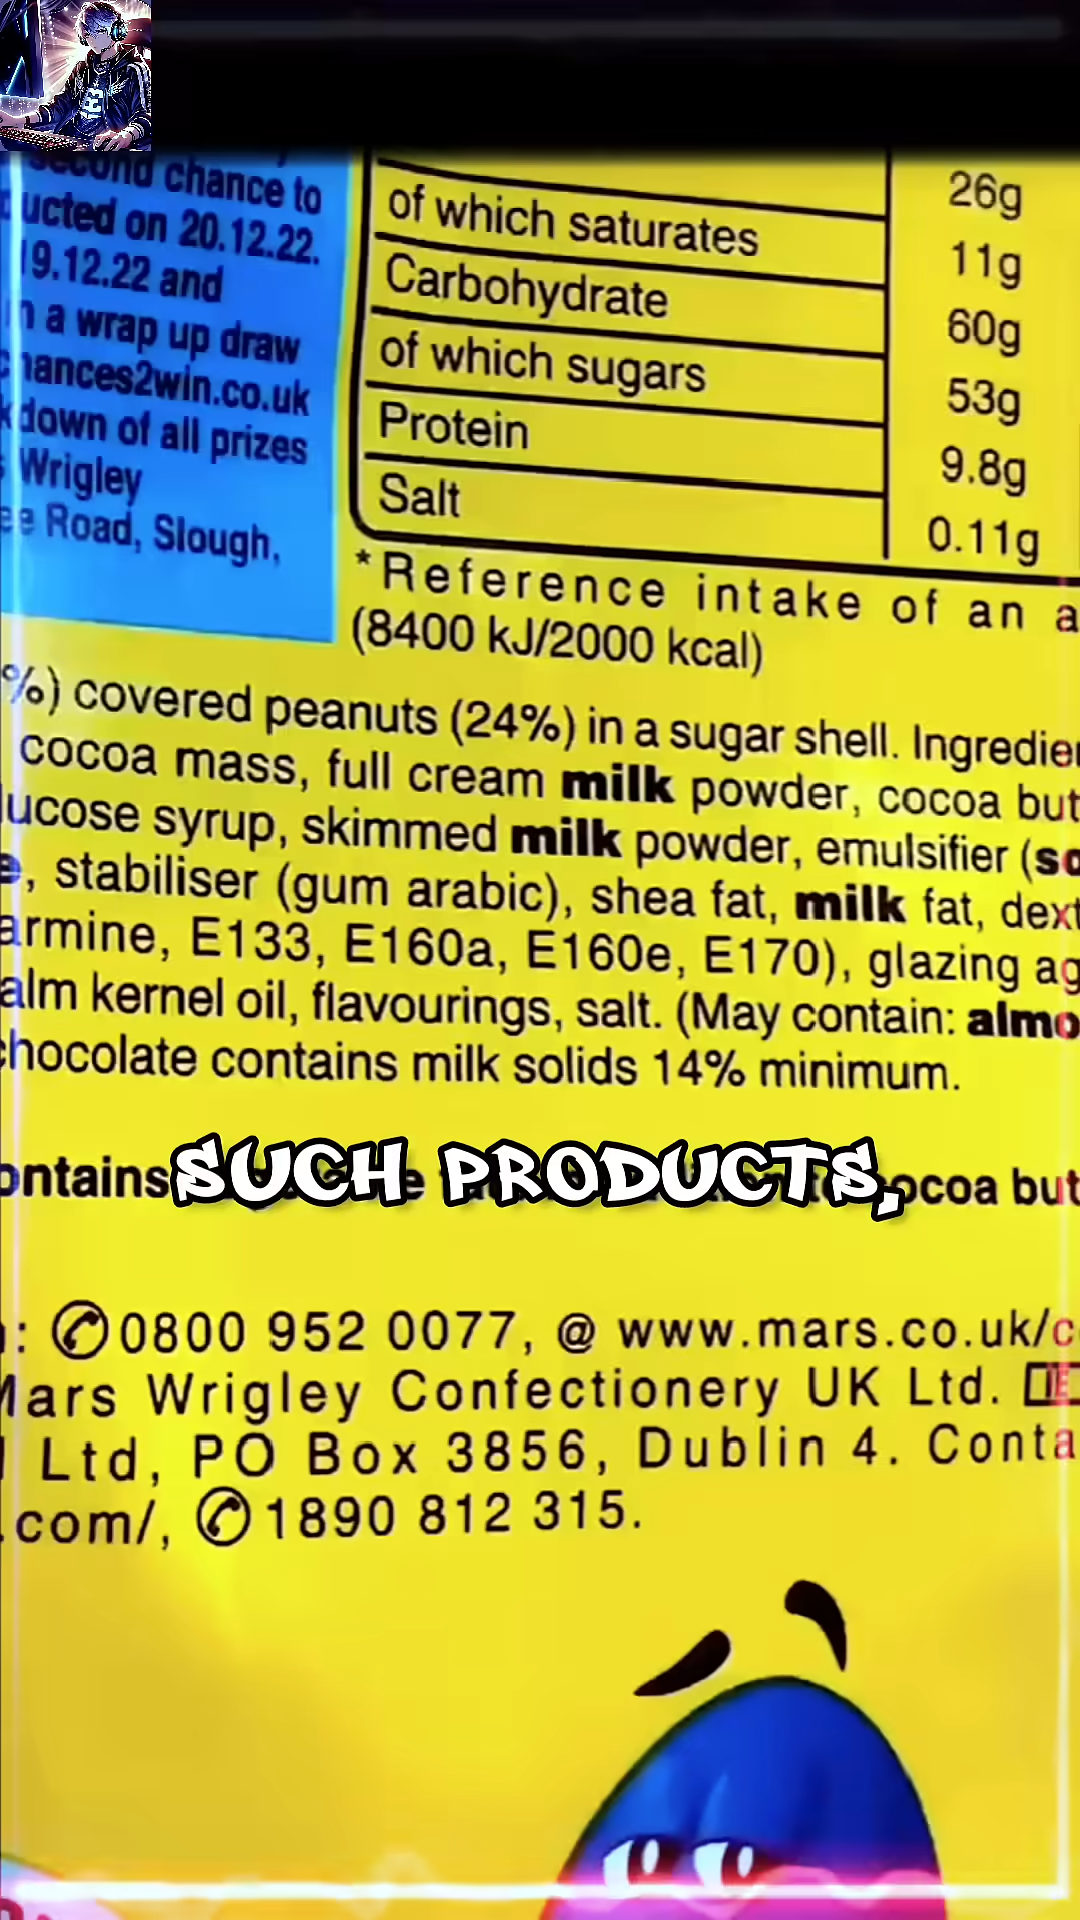 second chance to
ucted on 20.12.22.
19.12.22 and
a wrap up draw
hances2win.co.uk
down of all prizes
Wrigley
Road, Slough,
26g
of which saturates 11g
Carbohydrate 60g
of which sugars 53g
Protein 9.8g
Salt 0.11g
*Reference intake of an a
(8400 kJ/2000 kcal)
%) covered peanuts (24%) in a sugar shell. Ingredien
cocoa mass, full cream milk powder, cocoa but
lucose syrup, skimmed milk powder, emulsifier (so
e, stabiliser (gum arabic), shea fat, milk fat, dext
armine, E133, E160a, E160e, E170), glazing ag
alm kernel oil, flavourings, salt. (May contain: almo
chocolate contains milk solids 14% minimum.
ontains cocoa but
SUCH PRODUCTS,
: 0800 952 0077, @ www.mars.co.uk/c
Mars Wrigley Confectionery UK Ltd. IE
Ltd, PO Box 3856, Dublin 4. Conta
.com/, 1890 812 315.